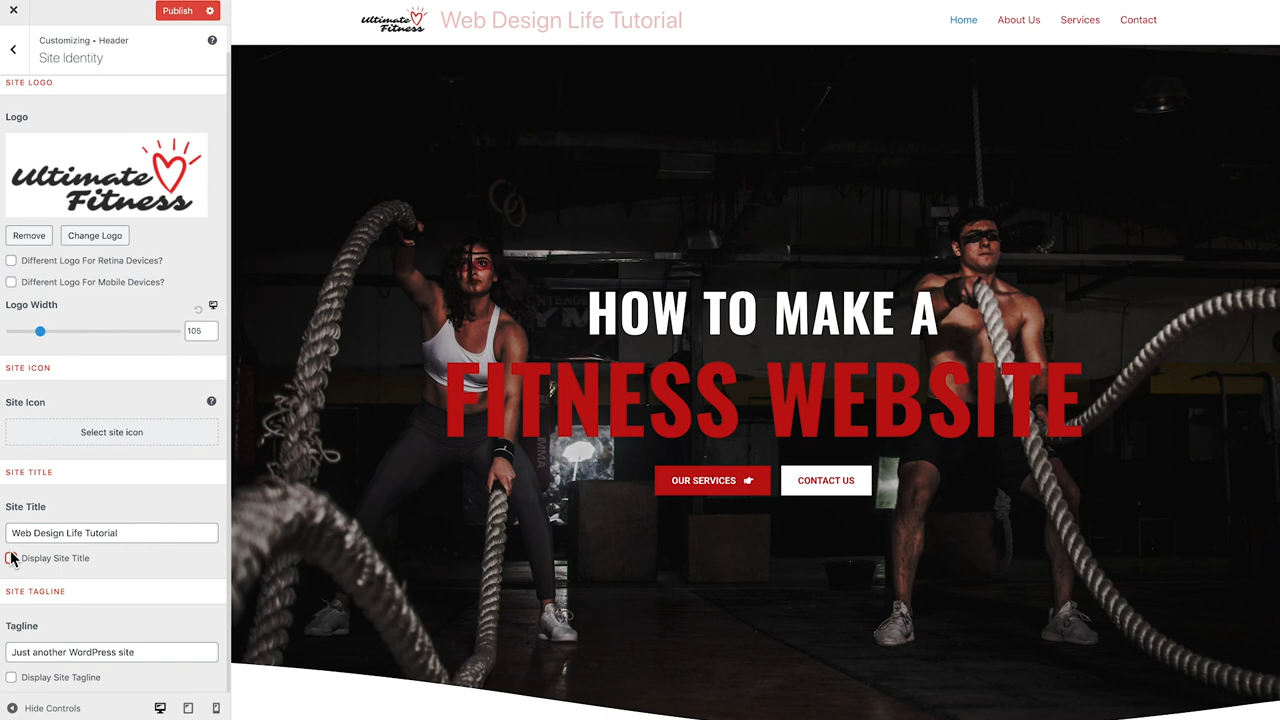 Publish
Customizing • Header
Site Identity
SITE LOGO
Logo
Ultimate
Fitness
Remove
Change Logo
Different Logo For Retina Devices?
Different Logo For Mobile Devices?
Logo Width
105
SITE ICON
Site Icon
Select site icon
SITE TITLE
Site Title
Web Design Life Tutorial
Display Site Title
SITE TAGLINE
Tagline
Just another WordPress site
Display Site Tagline
Hide Controls
Ultimate
Fitness
Web Design Life Tutorial
Home About Us Services Contact
HOW TO MAKE A
FITNESS WEBSITE
OUR SERVICES
CONTACT US